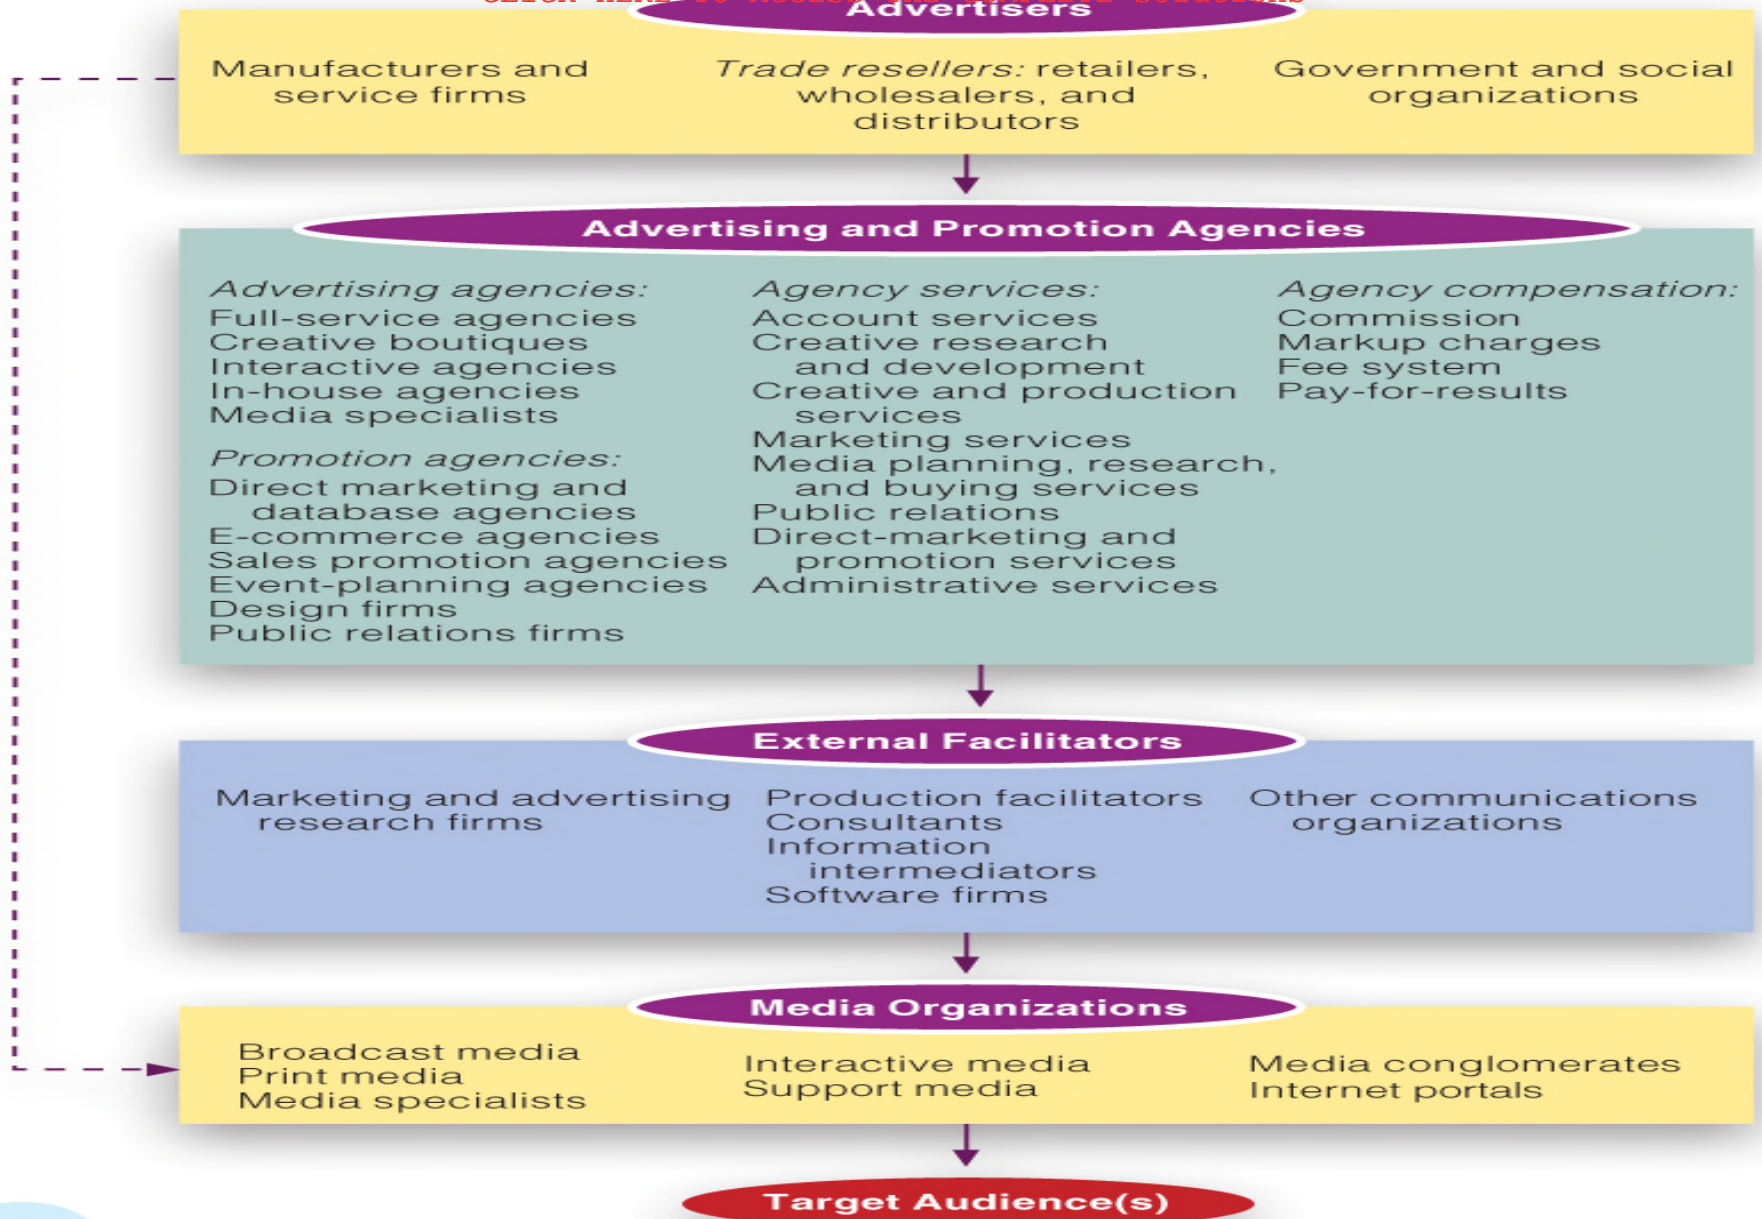 Advertisers
Manufacturers and
service firms
Trade resellers: retailers,
wholesalers, and
distributors
Government and social
organizations
Advertising and Promotion Agencies
Advertising agencies:
Full-service agencies
Creative boutiques
Interactive agencies
In-house agencies
Media specialists
Promotion agencies:
Direct marketing and
database agencies
E-commerce agencies
Sales promotion agencies
Event-planning agencies
Design firms
Public relations firms
Agency services:
Account services
Creative research
and development
Creative and production
services
Marketing services
Media planning, research,
and buying services
Public relations
Direct-marketing and
promotion services
Administrative services
Agency compensation:
Commission
Markup charges
Fee system
Pay-for-results
External Facilitators
Marketing and advertising
research firms
Production facilitators
Consultants
Information
intermediators
Software firms
Other communications
organizations
Media Organizations
Broadcast media
Print media
Media specialists
Interactive media
Support media
Media conglomerates
Internet portals
Target Audience(s)